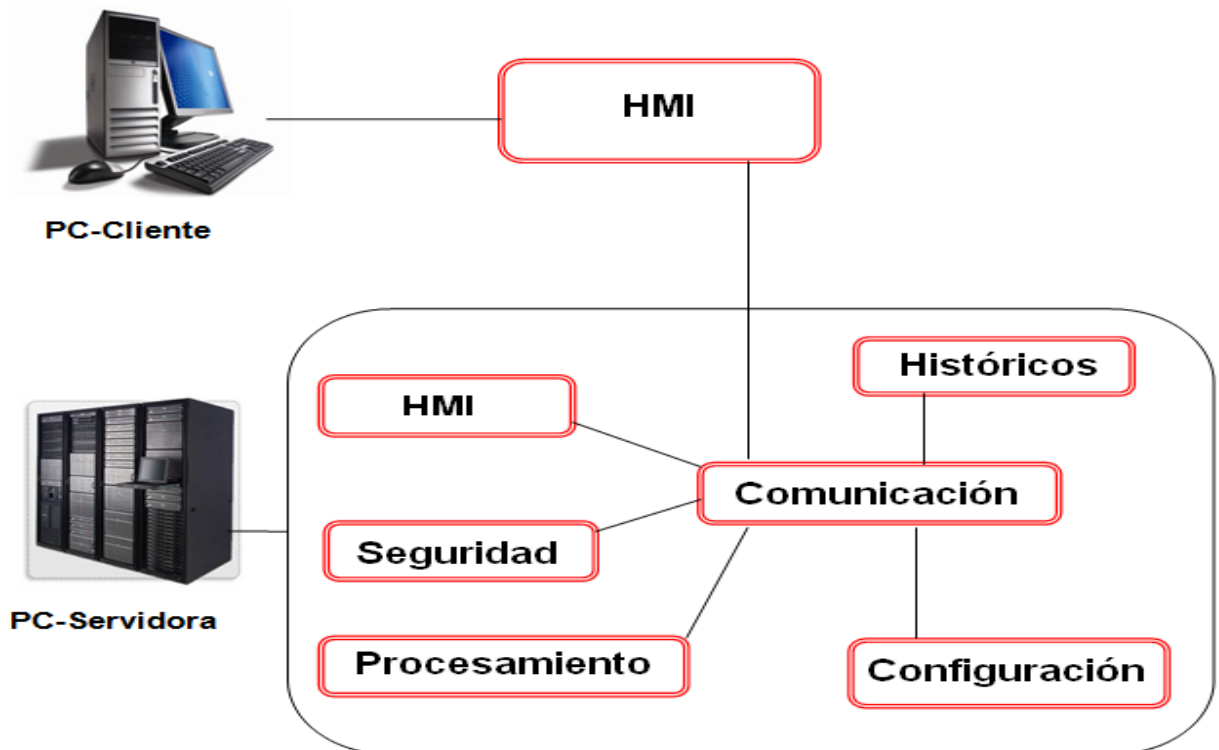 HMI
PC-Cliente
Históricos
HMI
Comunicación
Seguridad
PC-Servidora
Procesamiento
Configuración